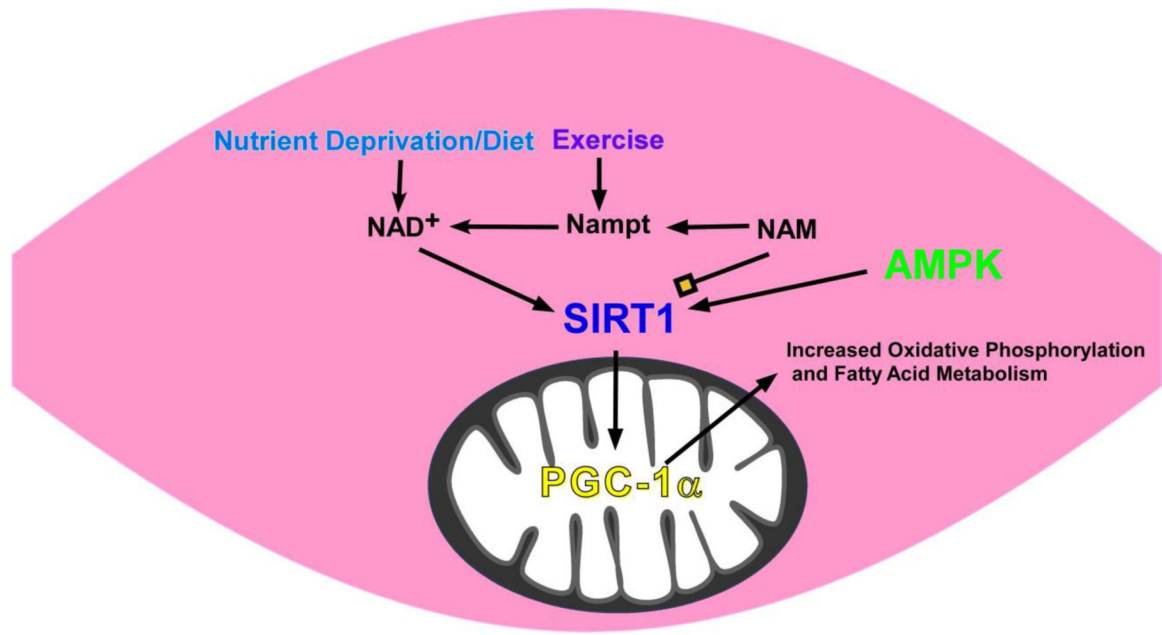 Nutrient Deprivation/Diet Exercise
NAD+ Nampt NAM
AMPK
SIRT1
Increased Oxidative Phosphorylation
and Fatty Acid Metabolism
PGC-1α